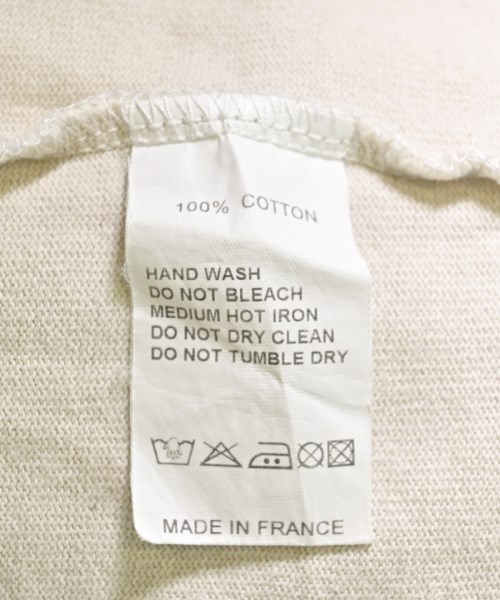 100% COTTON
HAND WASH
DO NOT BLEACH
MEDIUM HOT IRON
DO NOT DRY CLEAN
DO NOT TUMBLE DRY
MADE IN FRANCE